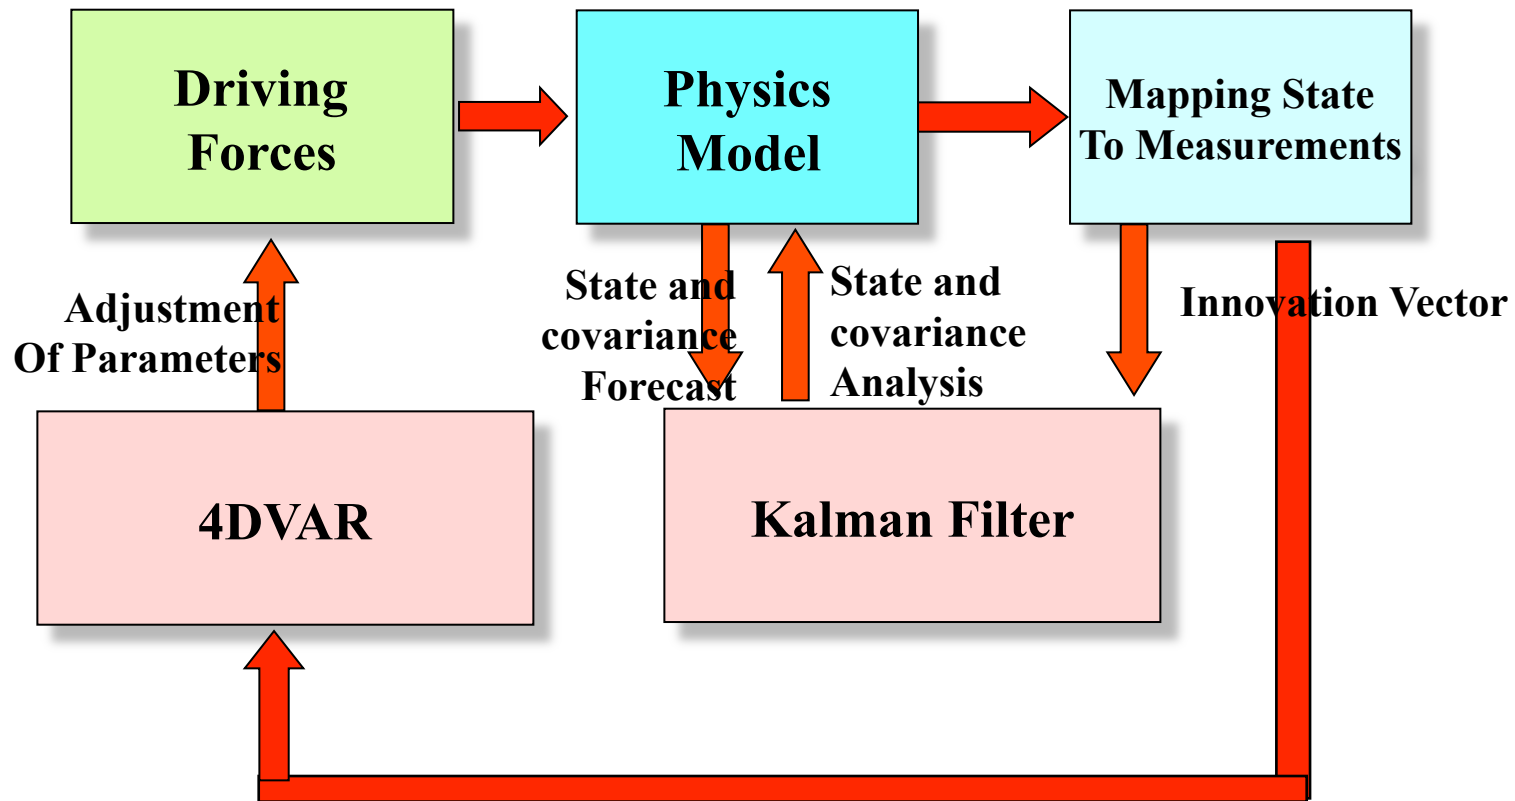 Driving
Forces
Physics
Model
Mapping State
To Measurements
Adjustment
Of Parameters
State and
covariance
Forecast
State and
covariance
Analysis
Innovation Vector
4DVAR
Kalman Filter